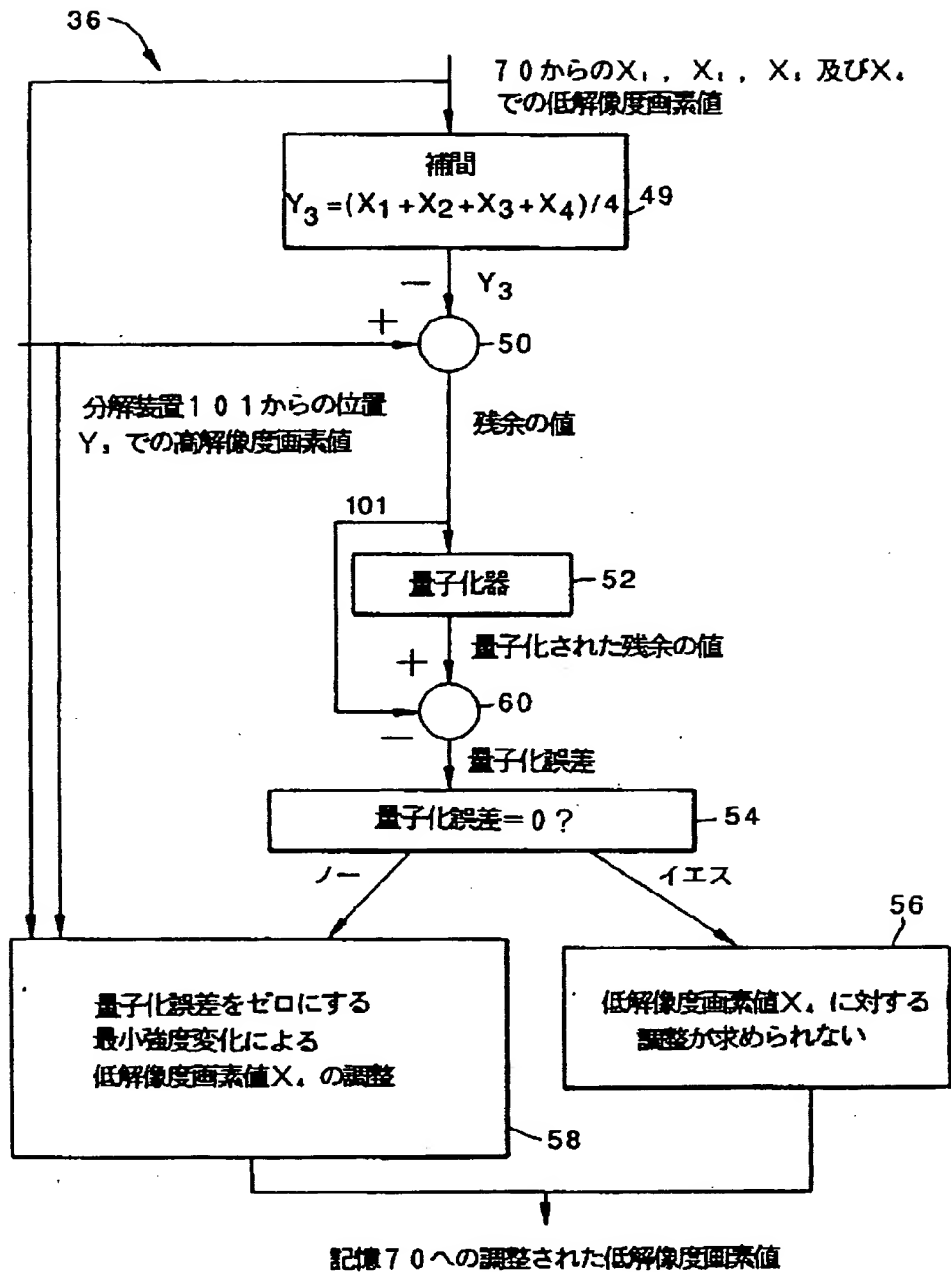 36
70からのX₁, X₂, X₃及びX₄
での低解像度画素値
補間
Y₃=(X₁+X₂+X₃+X₄)/4
49
− Y₃
+
50
分解装置101からの位置
Y₃での高解像度画素値
残余の値
101
量子化器
52
+
量子化された残余の値
60
−
量子化誤差
量子化誤差=0?
54
ノー
イエス
56
量子化誤差をゼロにする
最小強度変化による
低解像度画素値X₄の調整
低解像度画素値X₄に対する
調整が求められない
58
記憶70への調整された低解像度画素値